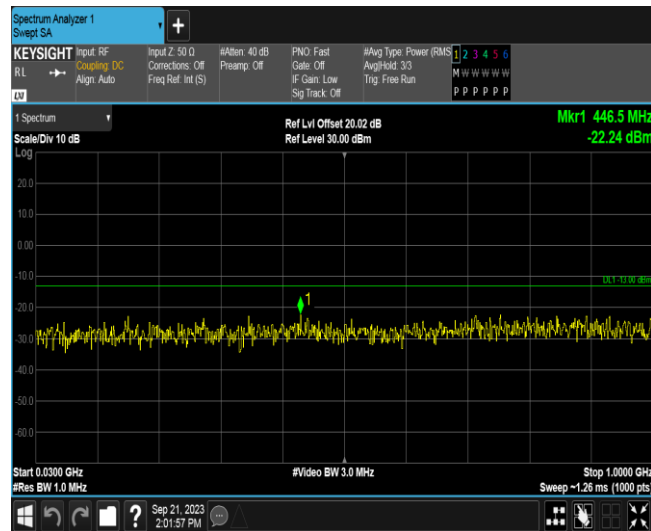 Spectrum Analyzer 1
Swept SA
+
KEYSIGHT
RL
LXI
Input: RF
Coupling: DC
Align: Auto
Input Z: 50 Ω
Corrections: Off
Freq Ref: Int (S)
#Atten: 40 dB
Preamp: Off
PNO: Fast
Gate: Off
IF Gain: Low
Sig Track: Off
#Avg Type: Power (RMS
Avg|Hold: 3/3
Trig: Free Run
1 2 3 4 5 6
M W W W W W
P P P P P P
1 Spectrum
Scale/Div 10 dB
Log
Ref Lvl Offset 20.02 dB
Ref Level 30.00 dBm
Mkr1 446.5 MHz
-22.24 dBm
20.0
10.0
0.00
-10.0
DL1 -13.00 dBm
1
-20.0
-30.0
-40.0
-50.0
-60.0
Start 0.0300 GHz
#Res BW 1.0 MHz
#Video BW 3.0 MHz
Stop 1.0000 GHz
Sweep ~1.26 ms (1000 pts)
?
Sep 21, 2023
2:01:57 PM